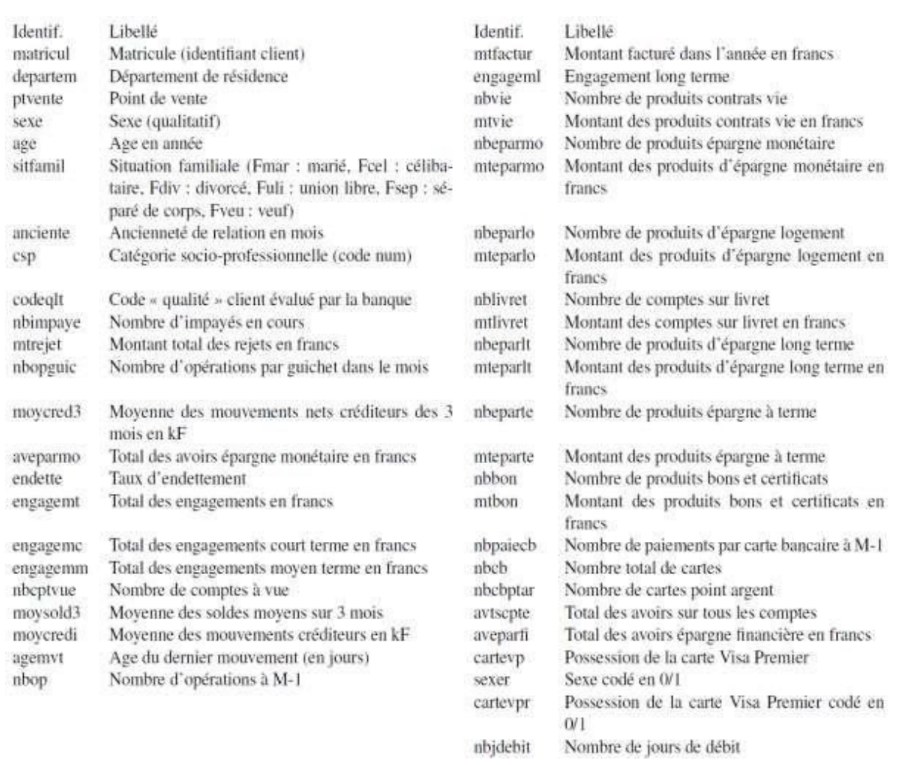 Identif. Libellé
matricul Matricule (identifiant client)
departem Département de résidence
ptvente Point de vente
sexe Sexe (qualitatif)
age Age en année
sitfamil Situation familiale (Fmar : marié, Fcel : céliba-
taire, Fdiv : divorcé, Fuli : union libre, Fsep : sé-
paré de corps, Fveu : veuf)
anciente Ancienneté de relation en mois
csp Catégorie socio-professionnelle (code num)
codeqlt Code « qualité » client évalué par la banque
nbimpaye Nombre d'impayés en cours
mtrejet Montant total des rejets en francs
nbopguic Nombre d'opérations par guichet dans le mois
moycred3 Moyenne des mouvements nets créditeurs des 3
mois en kF
aveparmo Total des avoirs épargne monétaire en francs
endette Taux d'endettement
engagemt Total des engagements en francs
engagemc Total des engagements court terme en francs
engagemm Total des engagements moyen terme en francs
nbcptvue Nombre de comptes à vue
moysold3 Moyenne des soldes moyens sur 3 mois
moycredi Moyenne des mouvements créditeurs en kF
agemvt Age du dernier mouvement (en jours)
nbop Nombre d'opérations à M-1
Identif. Libellé
mtfactur Montant facturé dans l'année en francs
engageml Engagement long terme
nbvie Nombre de produits contrats vie
mtvie Montant des produits contrats vie en francs
nbeparmo Nombre de produits épargne monétaire
mteparmo Montant des produits d'épargne monétaire en
francs
nbeparlo Nombre de produits d'épargne logement
mteparlo Montant des produits d'épargne logement en
francs
nblivret Nombre de comptes sur livret
mtlivret Montant des comptes sur livret en francs
nbeparlt Nombre de produits d'épargne long terme
mteparlt Montant des produits d'épargne long terme en
francs
nbeparte Nombre de produits épargne à terme
mteparte Montant des produits épargne à terme
nbbon Nombre de produits bons et certificats
mtbon Montant des produits bons et certificats en
francs
nbpaiecb Nombre de paiements par carte bancaire à M-1
nbcb Nombre total de cartes
nbcbptar Nombre de cartes point argent
avtscpte Total des avoirs sur tous les comptes
aveparfi Total des avoirs épargne financière en francs
cartevp Possession de la carte Visa Premier
sexer Sexe codé en 0/1
cartevpr Possession de la carte Visa Premier codé en
0/1
nbjdebit Nombre de jours de débit